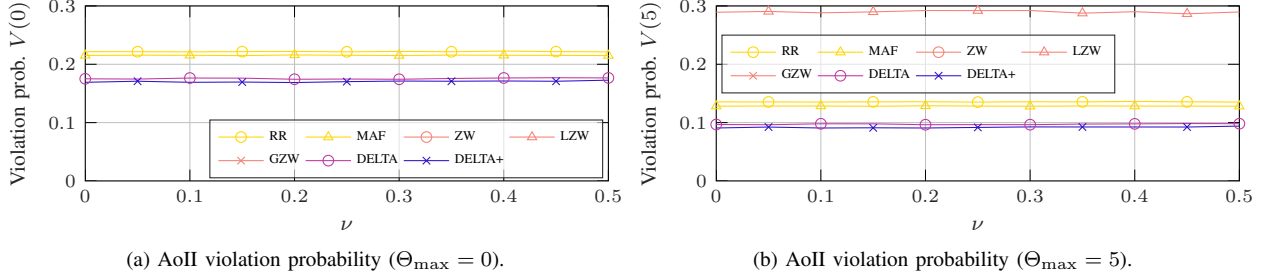 Violation prob. V(0)
0.3
0.2
0.1
0
RR MAF ZW LZW
GZW DELTA DELTA+
0 0.1 0.2 0.3 0.4 0.5
ν
(a) AoII violation probability (Θmax = 0).
Violation prob. V(5)
0.3
0.2
0.1
0
RR MAF ZW LZW
GZW DELTA DELTA+
0 0.1 0.2 0.3 0.4 0.5
ν
(b) AoII violation probability (Θmax = 5).